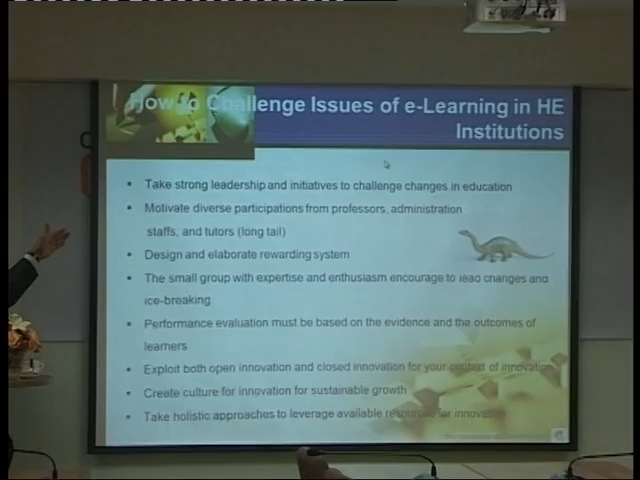 How to Challenge Issues of e-Learning in HE
Institutions
▪ Take strong leadership and initiatives to challenge changes in education
▪ Motivate diverse participations from professors, administration
staffs, and tutors (long tail)
▪ Design and elaborate rewarding system
▪ The small group with expertise and enthusiasm encourage to lead changes and
ice-breaking
▪ Performance evaluation must be based on the evidence and the outcomes of
learners
▪ Exploit both open innovation and closed innovation for your context of innovation
▪ Create culture for innovation for sustainable growth
▪ Take holistic approaches to leverage available resources for innovation